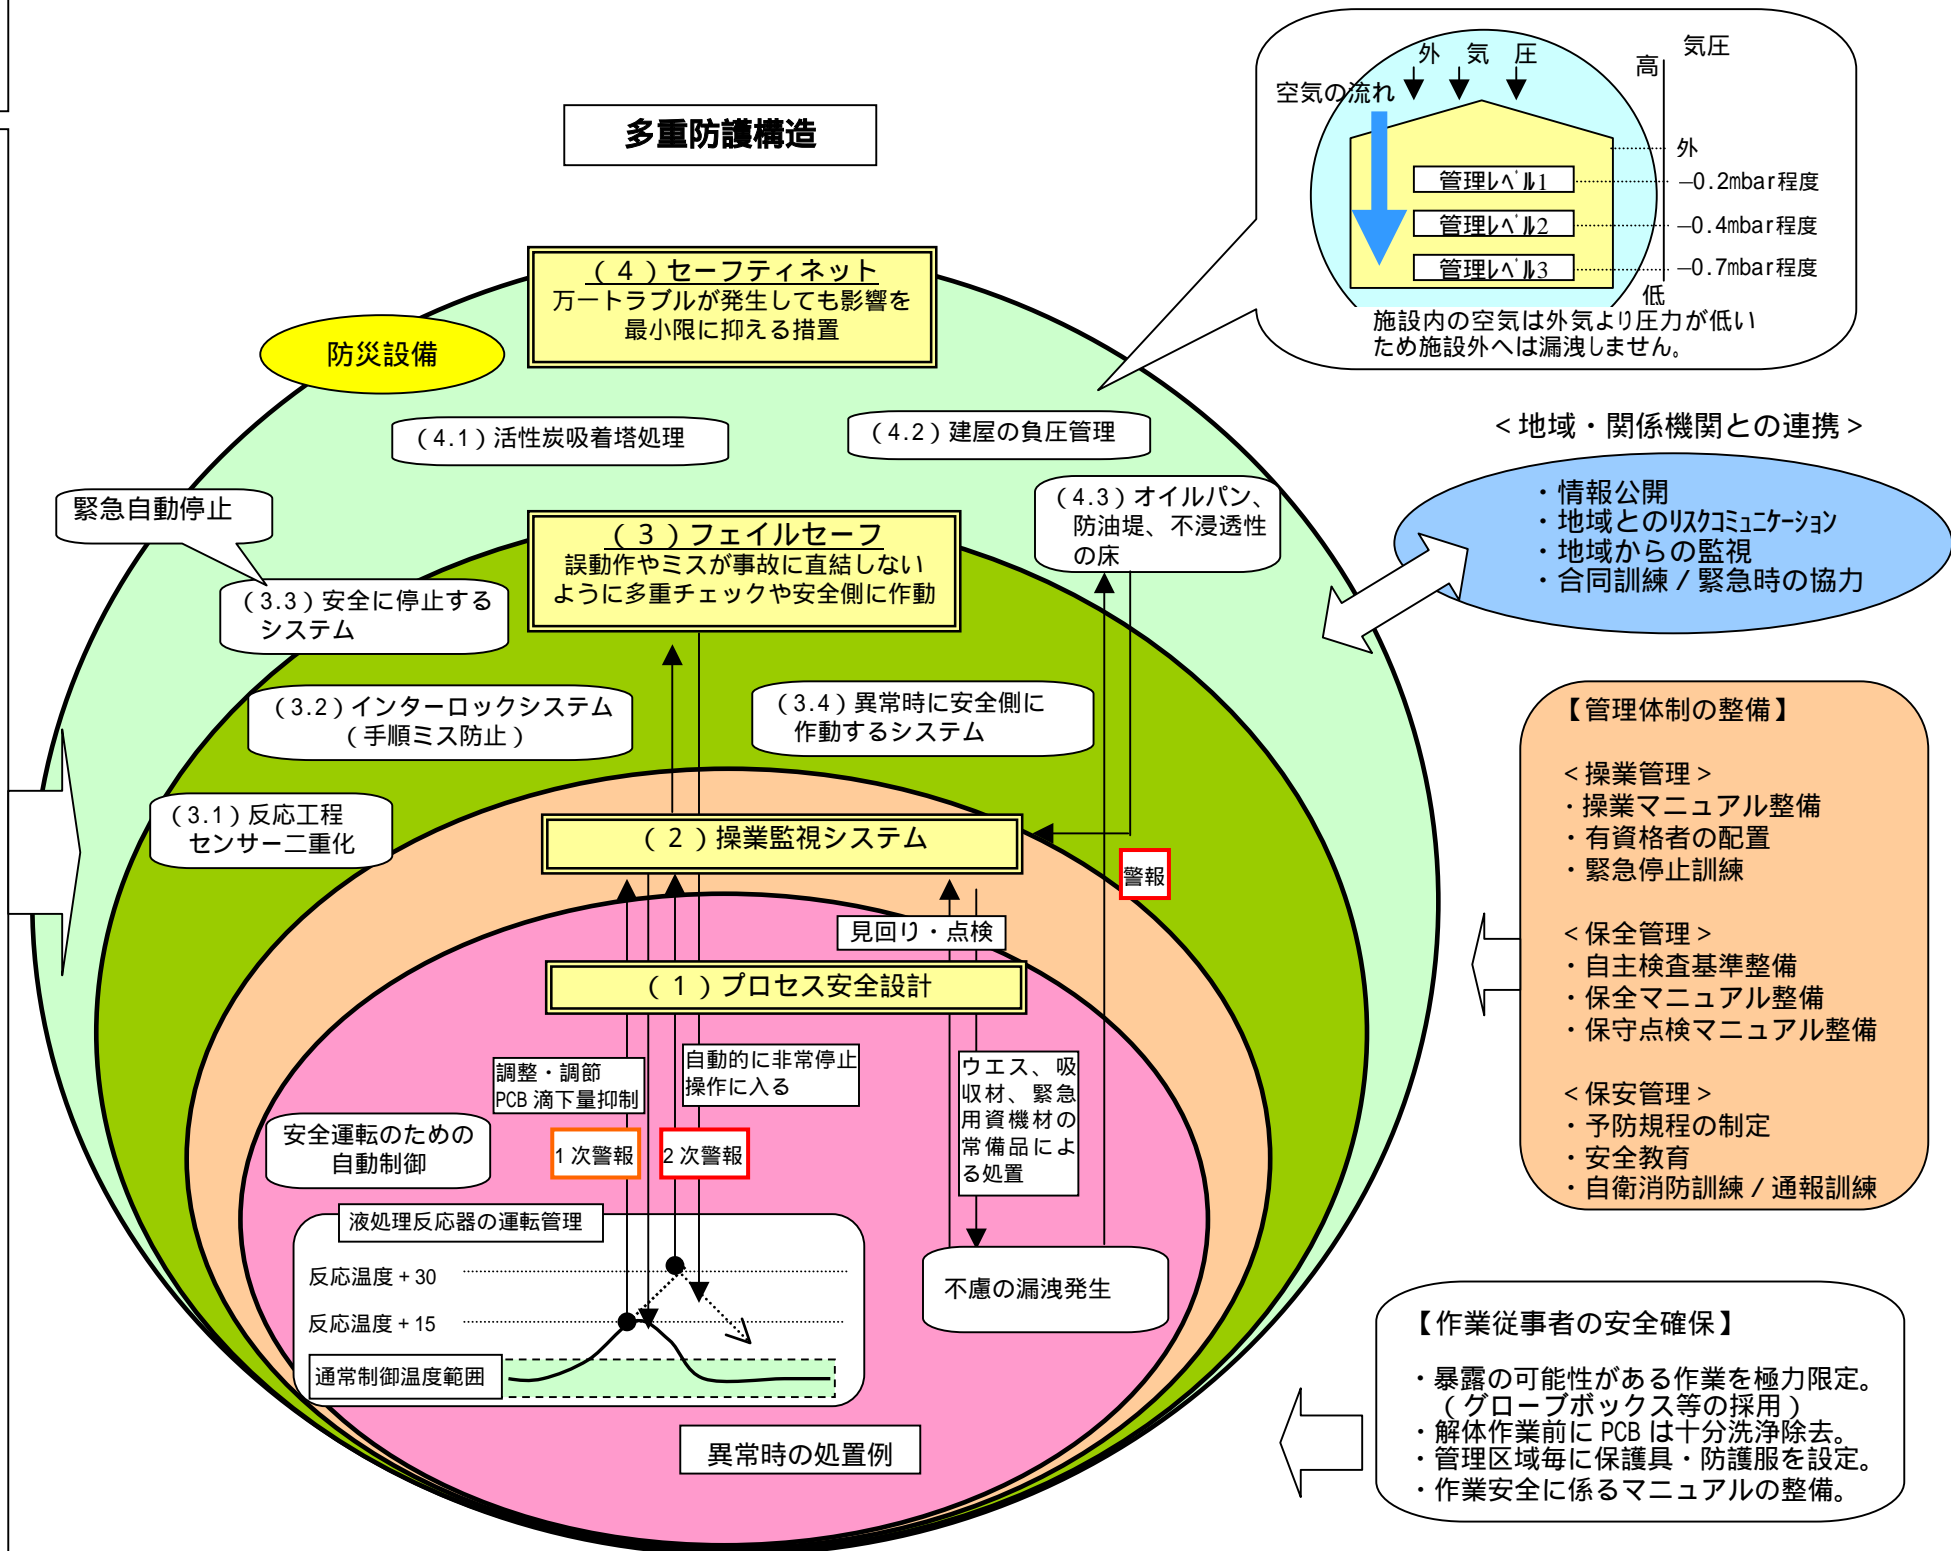 多重防護構造
外 気 圧
気圧
高
空気の流れ
外
管理ﾚﾍﾞﾙ1
−0.2mbar程度
管理ﾚﾍﾞﾙ2
−0.4mbar程度
管理ﾚﾍﾞﾙ3
−0.7mbar程度
低
施設内の空気は外気より圧力が低い
ため施設外へは漏洩しません。
(4)セーフティネット
万一トラブルが発生しても影響を
最小限に抑える措置
防災設備
(4.1)活性炭吸着塔処理
(4.2)建屋の負圧管理
(4.3)オイルパン、
防油堤、不浸透性
の床
<地域・関係機関との連携>
・情報公開
・地域とのﾘｽｸｺﾐｭﾆｹｰｼｮﾝ
・地域からの監視
・合同訓練/緊急時の協力
緊急自動停止
(3)フェイルセーフ
誤動作やミスが事故に直結しない
ように多重チェックや安全側に作動
(3.3)安全に停止する
システム
(3.2)インターロックシステム
(手順ミス防止)
(3.4)異常時に安全側に
作動するシステム
(3.1)反応工程
センサー二重化
(2)操業監視システム
警報
見回り・点検
(1)プロセス安全設計
調整・調節
PCB 滴下量抑制
自動的に非常停止
操作に入る
ウエス、吸
収材、緊急
用資機材の
常備品によ
る処置
安全運転のための
自動制御
1次警報
2次警報
液処理反応器の運転管理
反応温度+30
反応温度+15
通常制御温度範囲
不慮の漏洩発生
異常時の処置例
【管理体制の整備】
<操業管理>
・操業マニュアル整備
・有資格者の配置
・緊急停止訓練
<保全管理>
・自主検査基準整備
・保全マニュアル整備
・保守点検マニュアル整備
<保安管理>
・予防規程の制定
・安全教育
・自衛消防訓練/通報訓練
【作業従事者の安全確保】
・暴露の可能性がある作業を極力限定。
(グローブボックス等の採用)
・解体作業前に PCB は十分洗浄除去。
・管理区域毎に保護具・防護服を設定。
・作業安全に係るマニュアルの整備。